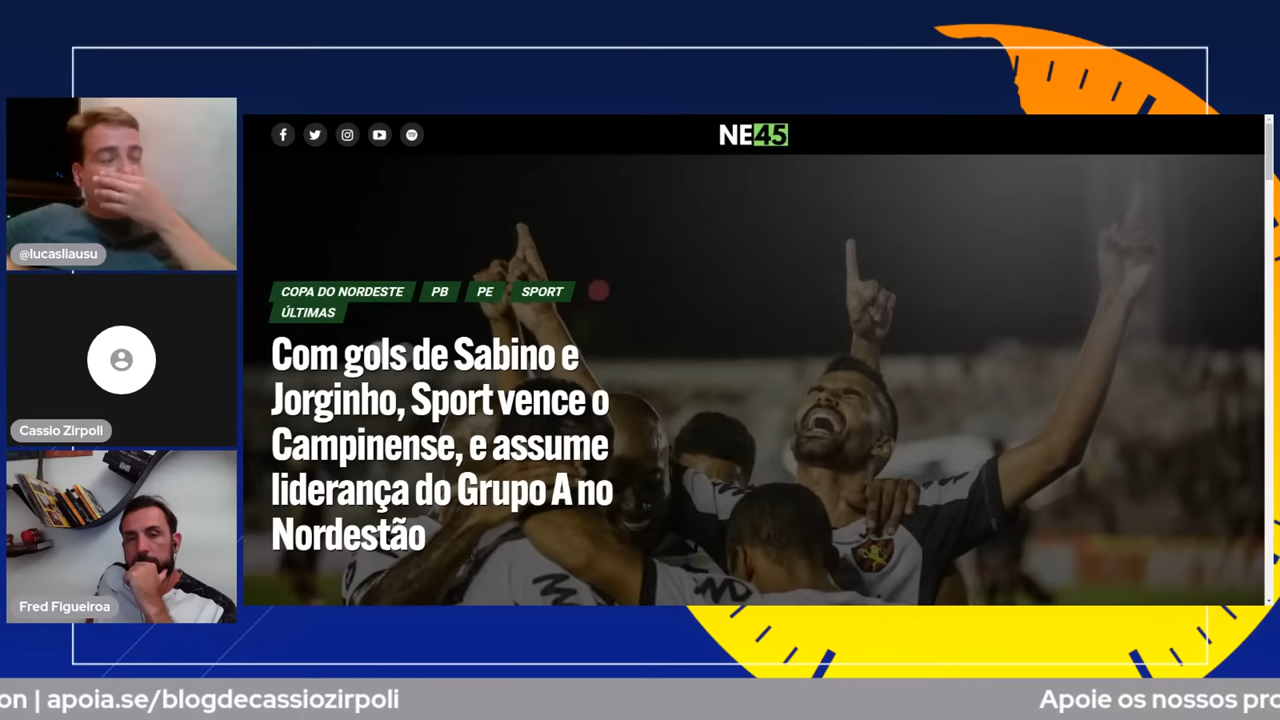 NE45
@lucasliausu
Cassio Zirpoli
Fred Figueiroa
COPA DO NORDESTE PB PE SPORT
ÚLTIMAS
Com gols de Sabino e
Jorginho, Sport vence o
Campinense, e assume
liderança do Grupo A no
Nordestão
on | apoia.se/blogdecassiozirpoli
Apoie os nossos pro